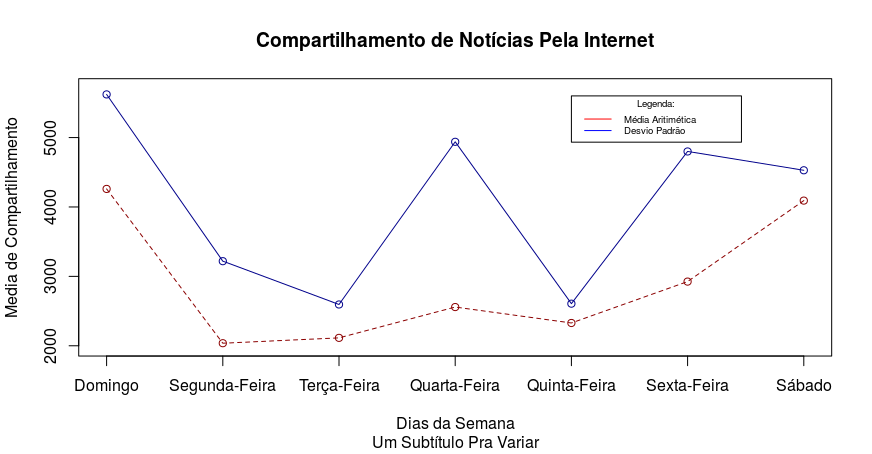 Compartilhamento de Notícias Pela Internet
Legenda:
Média Aritimética
Desvio Padrão
Media de Compartilhamento
5000
4000
3000
2000
Domingo Segunda-Feira Terça-Feira Quarta-Feira Quinta-Feira Sexta-Feira Sábado
Dias da Semana
Um Subtítulo Pra Variar